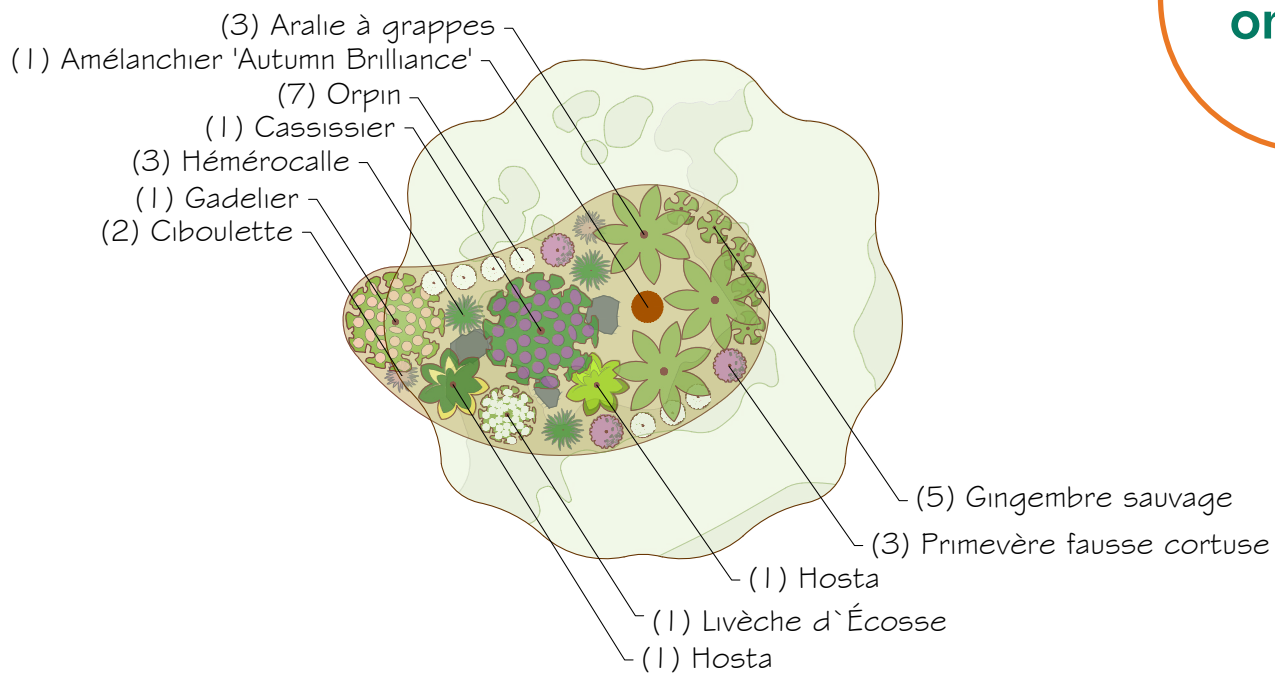 or
(3) Aralie à grappes
(1) Amélanchier 'Autumn Brilliance'
(7) Orpin
(1) Cassissier
(3) Hémérocalle
(1) Gadelier
(2) Ciboulette
(5) Gingembre sauvage
(3) Primevère fausse cortuse
(1) Hosta
(1) Livèche d`Écosse
(1) Hosta